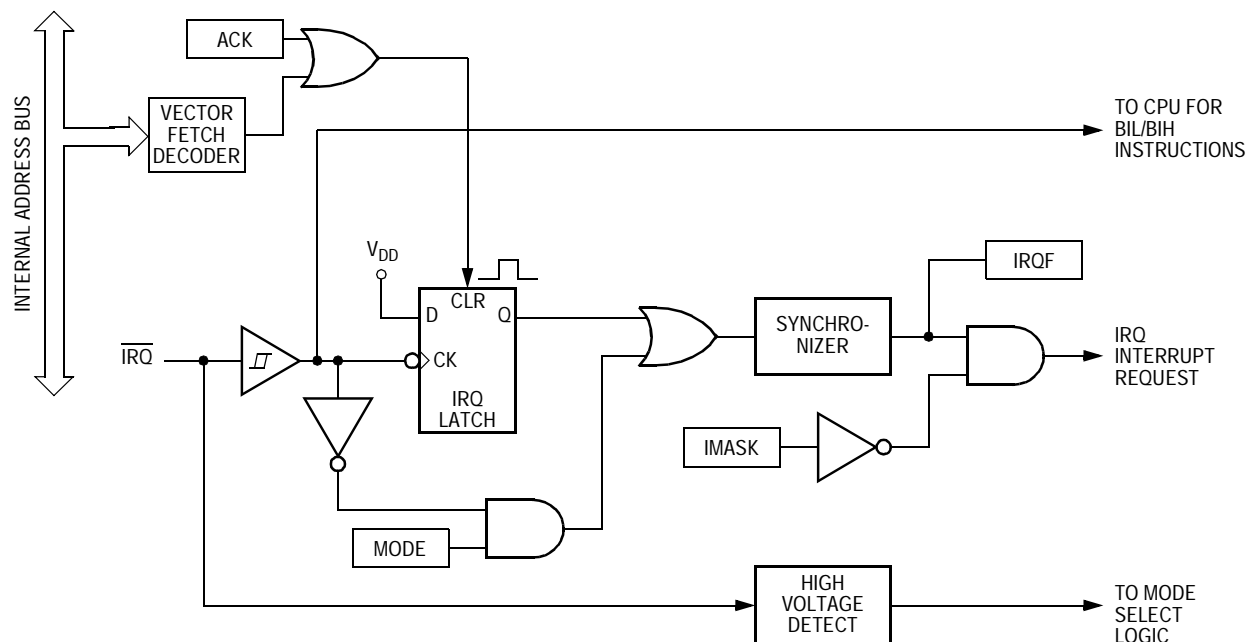 INTERNAL ADDRESS BUS
ACK
VECTOR
FETCH
DECODER
TO CPU FOR
BIL/BIH
INSTRUCTIONS
VDD
D
CLR
Q
CK
IRQ
LATCH
IRQ
SYNCHRO-
NIZER
IRQF
IRQ
INTERRUPT
REQUEST
IMASK
MODE
HIGH
VOLTAGE
DETECT
TO MODE
SELECT
LOGIC